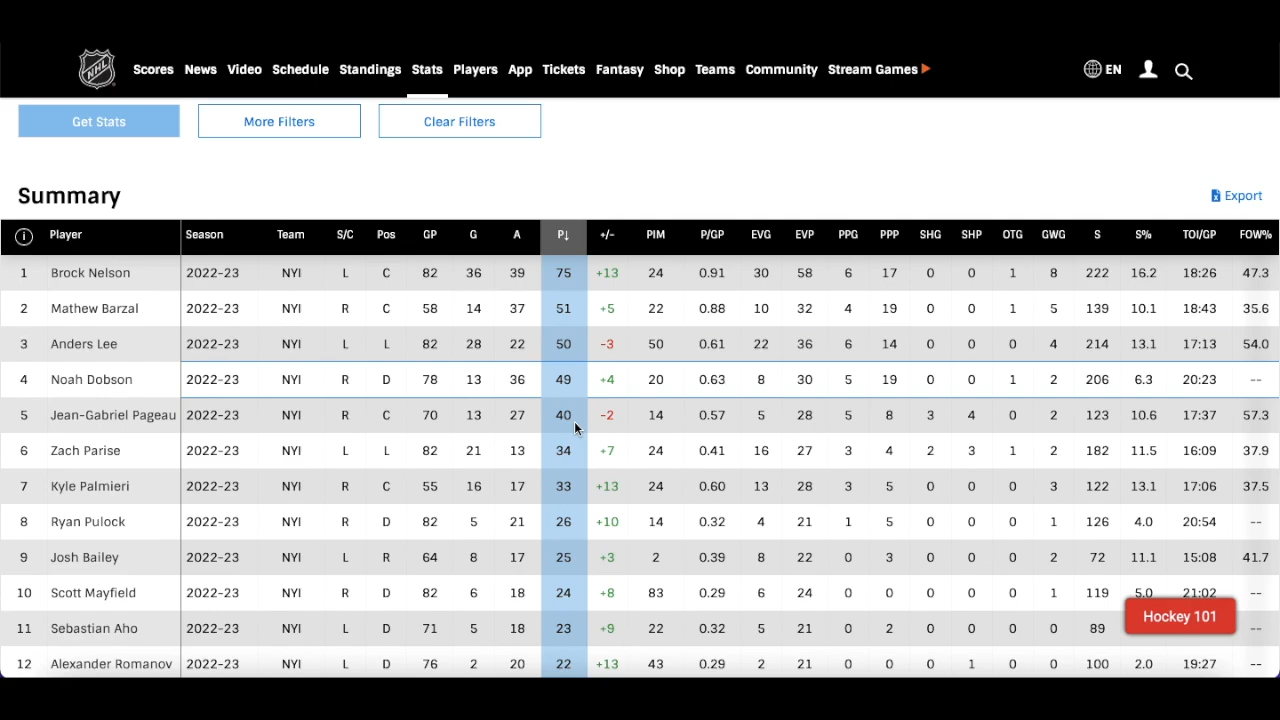 NHL Scores News Video Schedule Standings Stats Players App Tickets Fantasy Shop Teams Community Stream Games EN
Get Stats More Filters Clear Filters
Summary
Export
i Player Season Team S/C Pos GP G A P↓ +/- PIM P/GP EVG EVP PPG PPP SHG SHP OTG GWG S S% TOI/GP FOW%
1 Brock Nelson 2022-23 NYI L C 82 36 39 75 +13 24 0.91 30 58 6 17 0 0 1 8 222 16.2 18:26 47.3
2 Mathew Barzal 2022-23 NYI R C 58 14 37 51 +5 22 0.88 10 32 4 19 0 0 1 5 139 10.1 18:43 35.6
3 Anders Lee 2022-23 NYI L L 82 28 22 50 -3 50 0.61 22 36 6 14 0 0 0 4 214 13.1 17:13 54.0
4 Noah Dobson 2022-23 NYI R D 78 13 36 49 +4 20 0.63 8 30 5 19 0 0 1 2 206 6.3 20:23 --
5 Jean-Gabriel Pageau 2022-23 NYI R C 70 13 27 40 -2 14 0.57 5 28 5 8 3 4 0 2 123 10.6 17:37 57.3
6 Zach Parise 2022-23 NYI L L 82 21 13 34 +7 24 0.41 16 27 3 4 2 3 1 2 182 11.5 16:09 37.9
7 Kyle Palmieri 2022-23 NYI R C 55 16 17 33 +13 24 0.60 13 28 3 5 0 0 0 3 122 13.1 17:06 37.5
8 Ryan Pulock 2022-23 NYI R D 82 5 21 26 +10 14 0.32 4 21 1 5 0 0 0 1 126 4.0 20:54 --
9 Josh Bailey 2022-23 NYI L R 64 8 17 25 +3 2 0.39 8 22 0 3 0 0 0 2 72 11.1 15:08 41.7
10 Scott Mayfield 2022-23 NYI R D 82 6 18 24 +8 83 0.29 6 24 0 0 0 0 0 1 119 5.0 21:02 --
11 Sebastian Aho 2022-23 NYI L D 71 5 18 23 +9 22 0.32 5 21 0 2 0 0 0 0 89 --
Hockey 101
12 Alexander Romanov 2022-23 NYI L D 76 2 20 22 +13 43 0.29 2 21 0 0 0 1 0 0 100 2.0 19:27 --